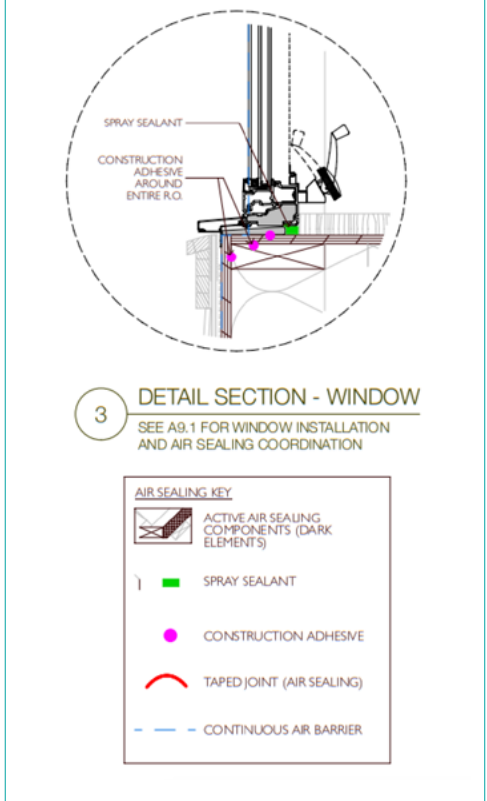 SPRAY SEALANT
CONSTRUCTION
ADHESIVE
AROUND
ENTIRE R.O.
3
DETAIL SECTION - WINDOW
SEE A9.1 FOR WINDOW INSTALLATION
AND AIR SEALING COORDINATION
AIR SEALING KEY
ACTIVE AIR SEALING
COMPONENTS (DARK
ELEMENTS)
SPRAY SEALANT
CONSTRUCTION ADHESIVE
TAPED JOINT (AIR SEALING)
CONTINUOUS AIR BARRIER